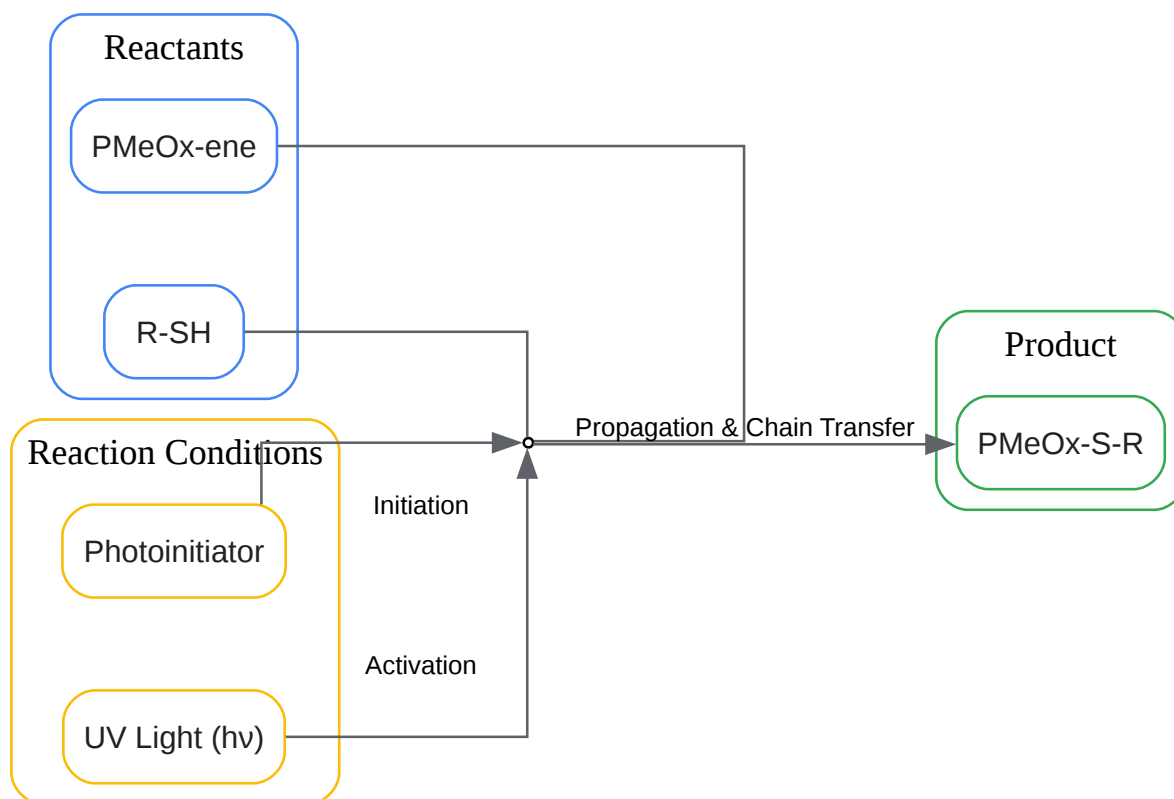 Reactants
PMeOx-ene
R-SH
Reaction Conditions
Photoinitiator
UV Light (hν)
Initiation
Activation
Propagation & Chain Transfer
Product
PMeOx-S-R